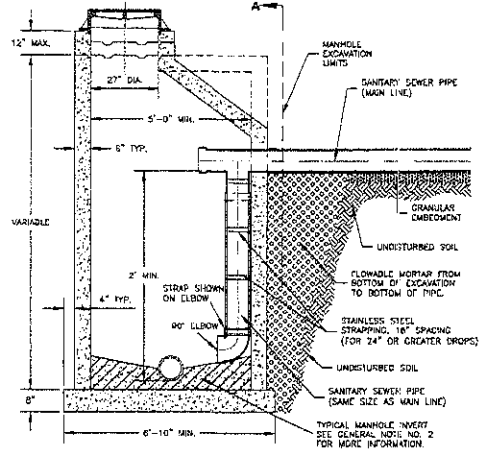 A
12" MAX.
MANHOLE
EXCAVATION
LIMITS
27" DIA.
SANITARY SEWER PIPE
(MAIN LINE)
5'-0" MIN.
6" TYP.
VARIABLE
GRANULAR
EMBEDMENT
UNDISTURBED SOIL
2' MIN.
FLOWABLE MORTAR FROM
BOTTOM OF EXCAVATION
TO BOTTOM OF PIPE.
4" TYP.
STRAP SHOWN
ON ELBOW
STAINLESS STEEL
STRAPPING, 18" SPACING
(FOR 24" OR GREATER DROPS)
90° ELBOW
UNDISTURBED SOIL
SANITARY SEWER PIPE
(SAME SIZE AS MAIN LINE)
8"
6'-10" MIN.
TYPICAL MANHOLE INVERT
SEE GENERAL NOTE NO. 2
FOR MORE INFORMATION.